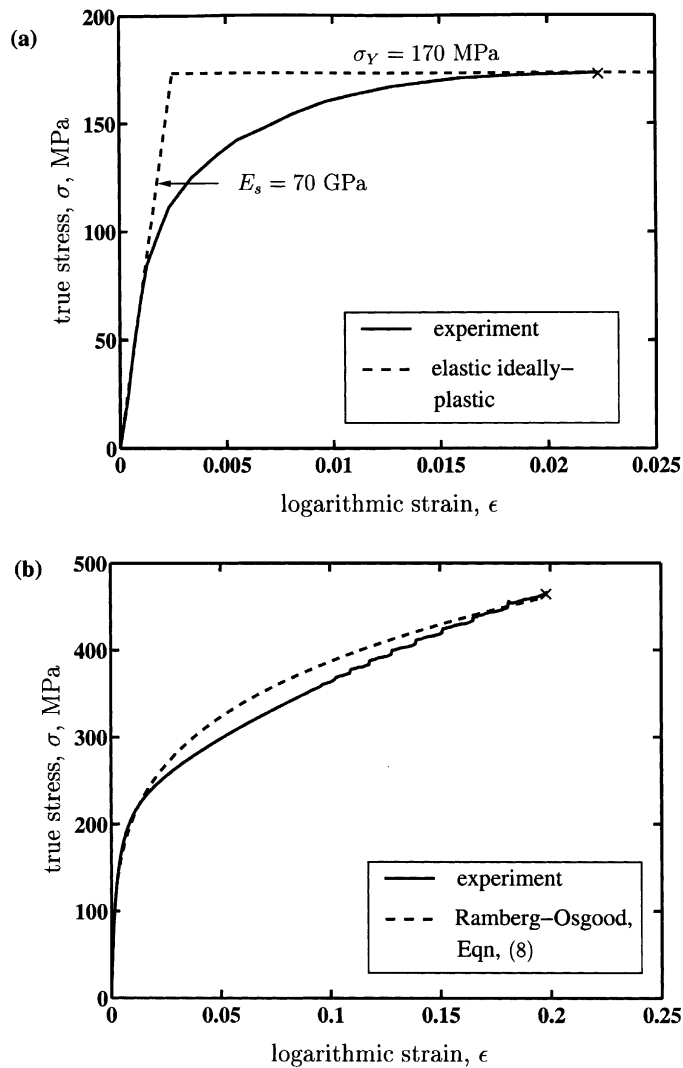 (a)
σ_Y = 170 MPa
150
E_s = 70 GPa
100
50
0
true stress, σ, MPa
experiment
elastic ideally–
plastic
0 0.005 0.01 0.015 0.02 0.025
logarithmic strain, ϵ
(b)
500
400
300
200
100
0
true stress, σ, MPa
experiment
Ramberg–Osgood,
Eqn, (8)
0 0.05 0.1 0.15 0.2 0.25
logarithmic strain, ϵ